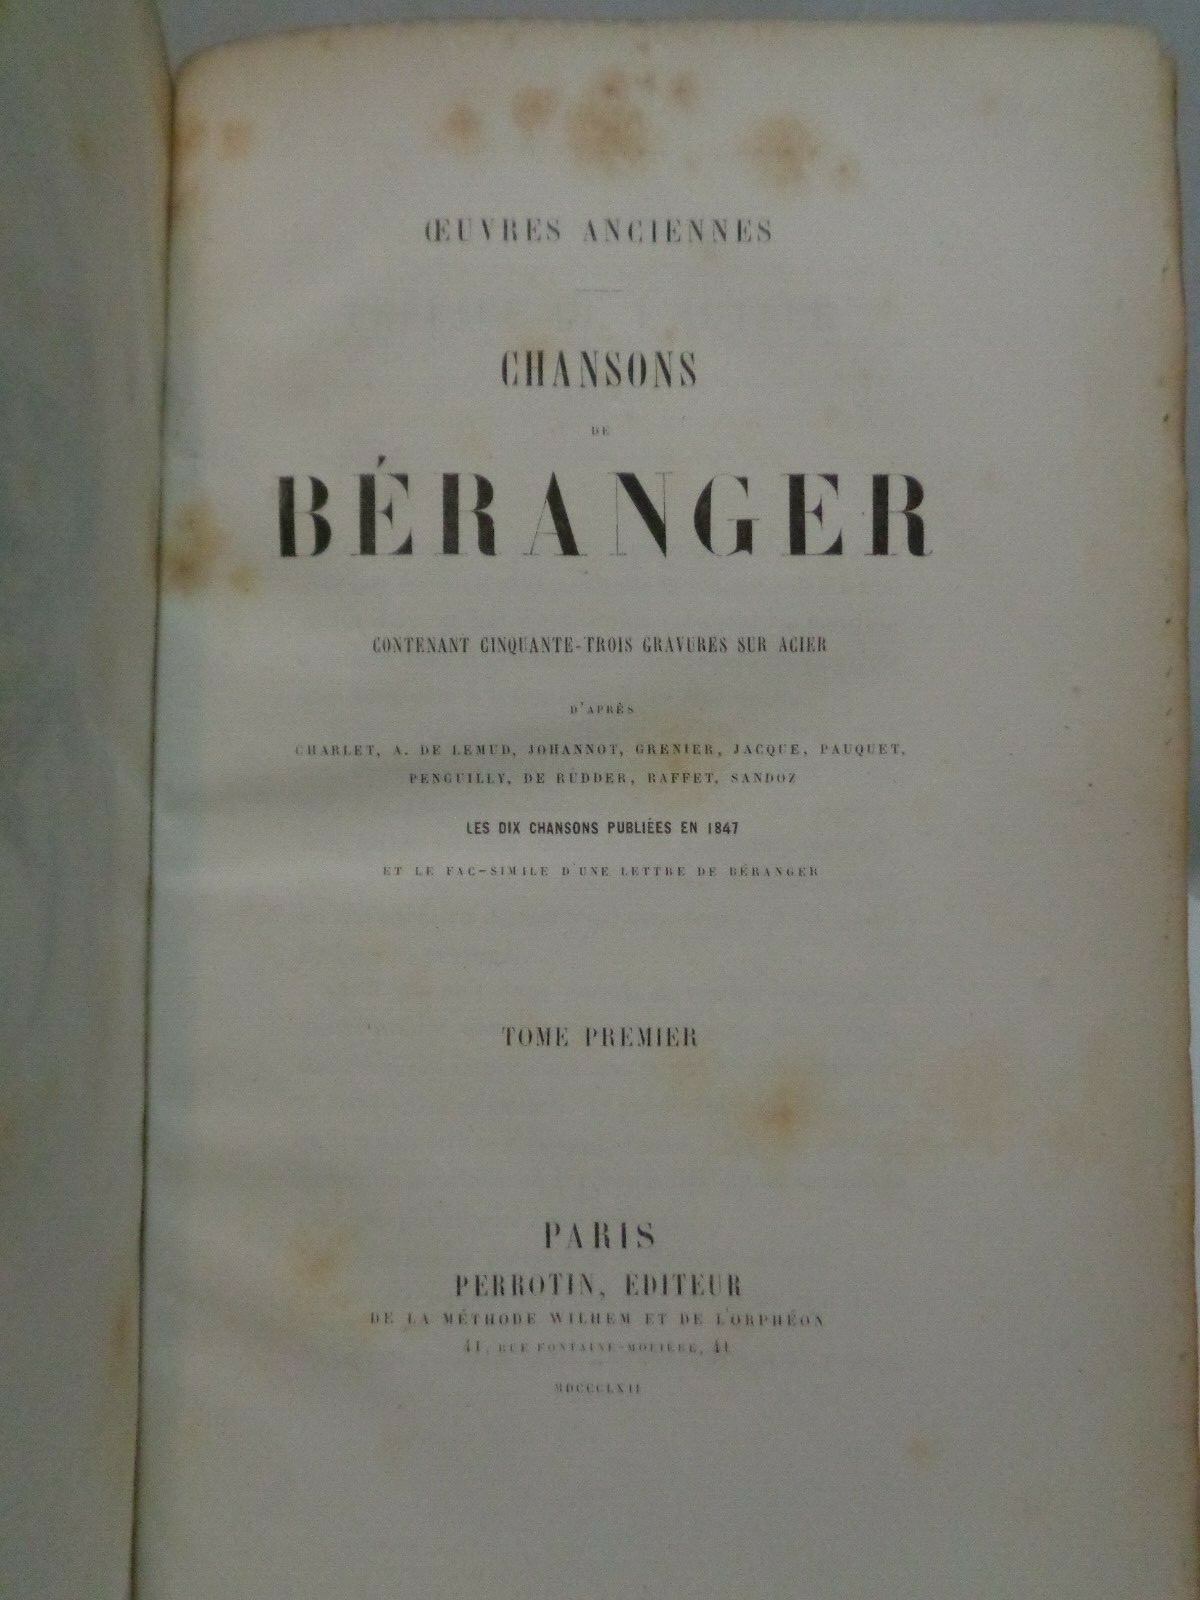 ŒUVRES ANCIENNES
CHANSONS
DE
BÉRANGER
CONTENANT CINQUANTE-TROIS GRAVURES SUR ACIER
D'APRÈS
CHARLET, A. DE LEMUD, JOHANNOT, GRENIER, JACQUE, PAUQUET,
PENGUILLY, DE RUDDER, RAFFET, SANDOZ
LES DIX CHANSONS PUBLIÉES EN 1847
ET LE FAC-SIMILE D'UNE LETTRE DE BÉRANGER
TOME PREMIER
PARIS
PERROTIN, ÉDITEUR
DE LA MÉTHODE WILHEM ET DE L'ORPHÉON
41, RUE FONTAINE-MOLIÈRE, 41
MDCCCLXII